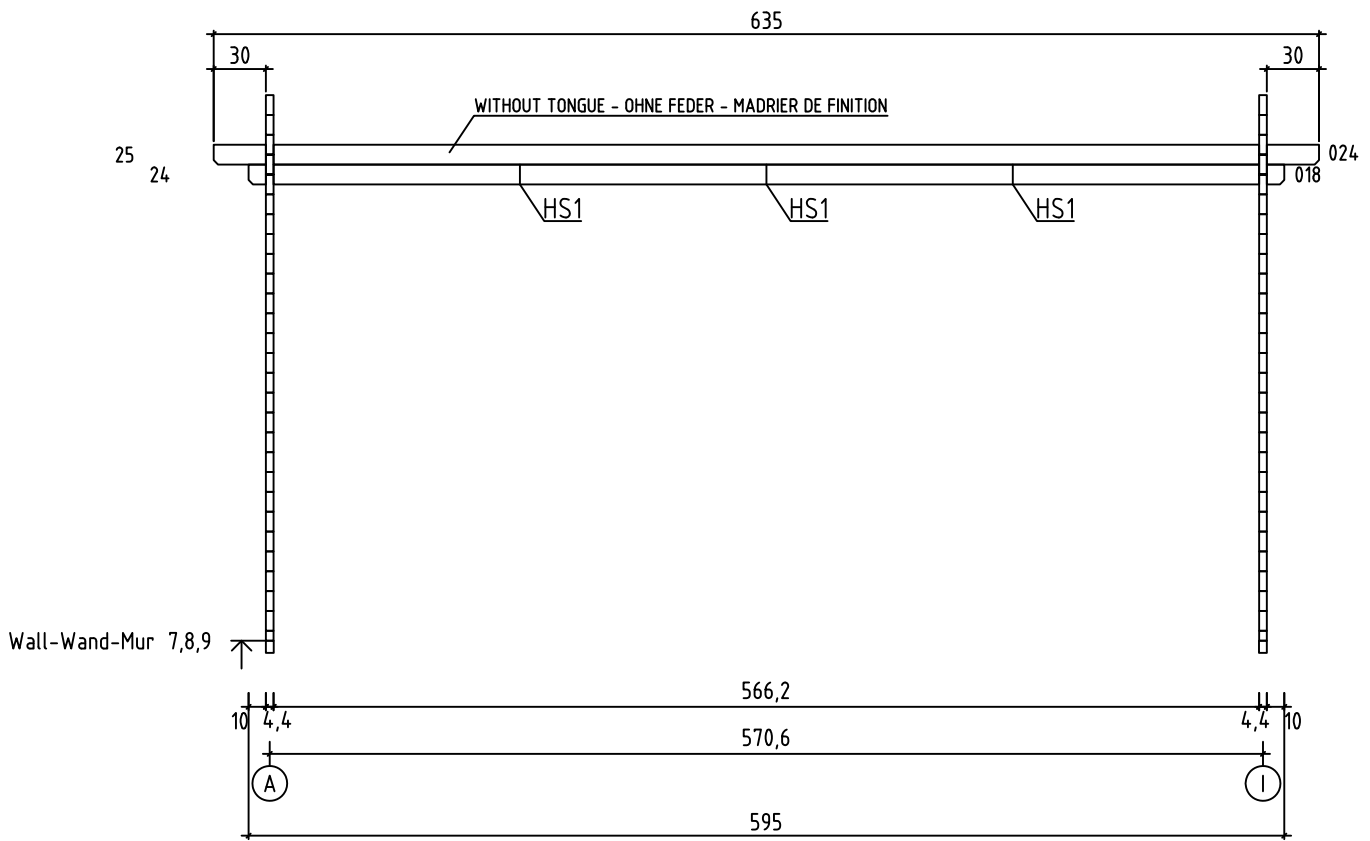 635
30 30
WITHOUT TONGUE - OHNE FEDER - MADRIER DE FINITION
25 024
24 018
HS1 HS1 HS1
Wall-Wand-Mur 7,8,9
566,2
10 4,4 4,4 10
570,6
A I
595